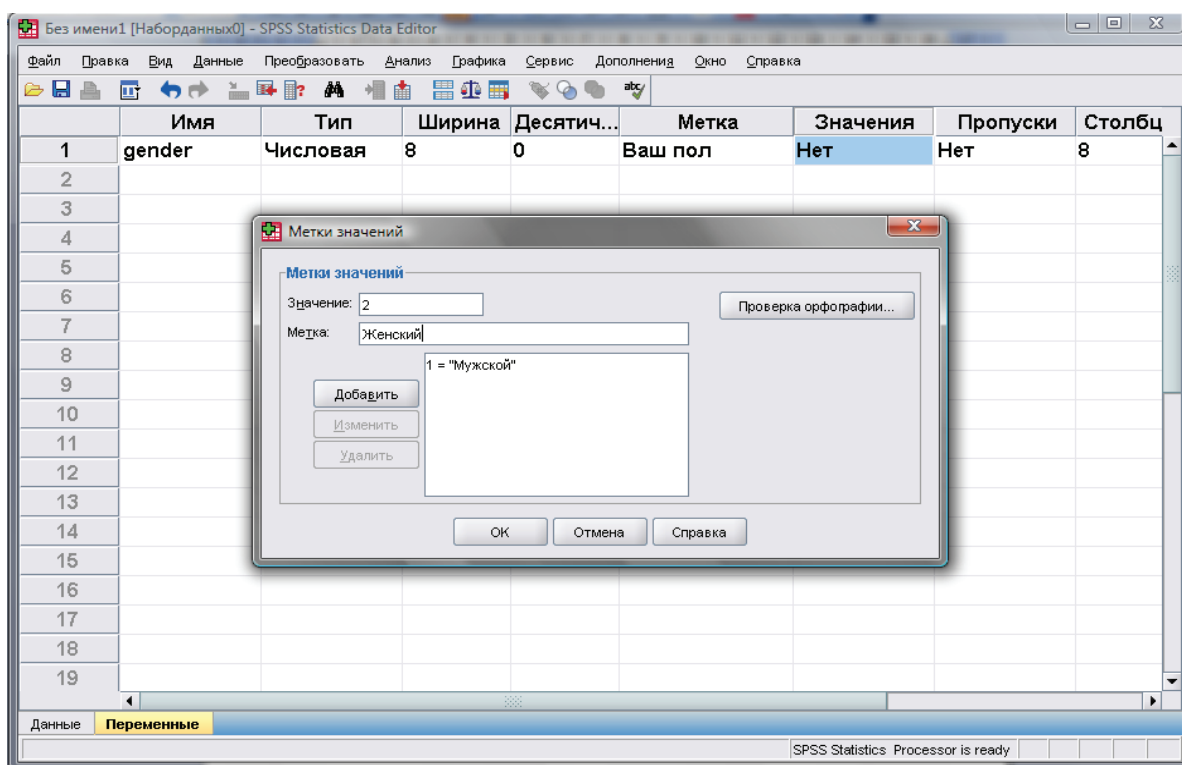 Без имени1 [Наборданных0] - SPSS Statistics Data Editor
Файл Правка Вид Данные Преобразовать Анализ Графика Сервис Дополнения Окно Справка
Имя Тип Ширина Десятич... Метка Значения Пропуски Столбц
1 gender Числовая 8 0 Ваш пол Нет Нет 8
2
3
4
5
6
7
8
9
10
11
12
13
14
15
16
17
18
19
Метки значений
Метки значений
Значение: 2
Проверка орфографии...
Метка: Женский
1 = "Мужской"
Добавить
Изменить
Удалить
OK Отмена Справка
Данные Переменные
SPSS Statistics Processor is ready